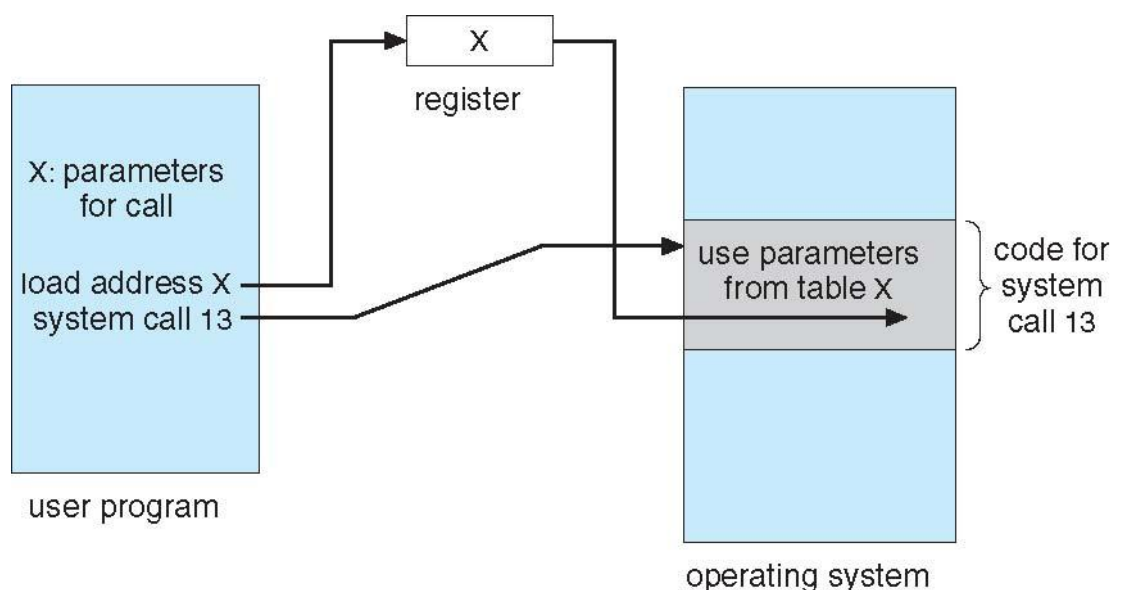 X
register
X: parameters
for call
load address X
system call 13
user program
use parameters
from table X
code for
system
call 13
operating system